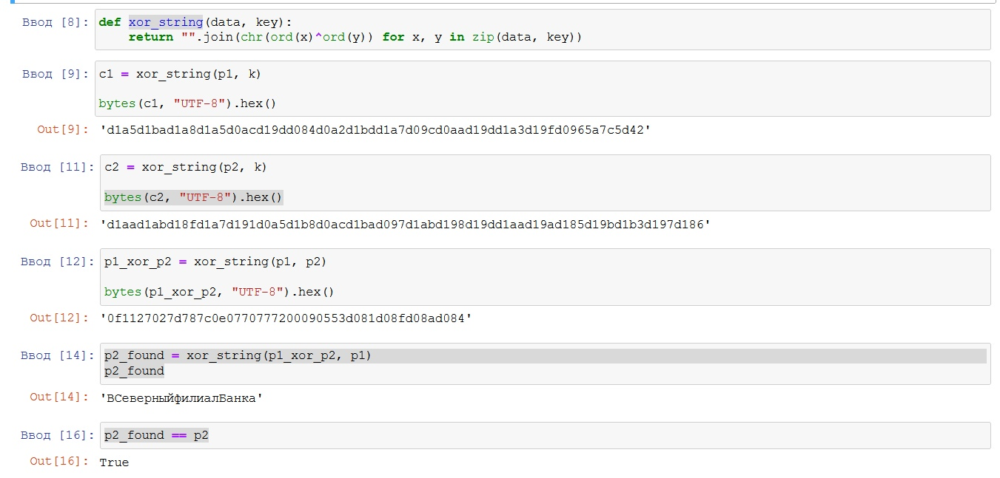 Ввод [8]: def xor_string(data, key):
return "".join(chr(ord(x)^ord(y)) for x, y in zip(data, key))
Ввод [9]: c1 = xor_string(p1, k)
bytes(c1, "UTF-8").hex()
Out[9]: 'd1a5d1bad1a8d1a5d0acd19dd084d0a2d1bdd1a7d09cd0aad19dd1a3d19fd0965a7c5d42'
Ввод [11]: c2 = xor_string(p2, k)
bytes(c2, "UTF-8").hex()
Out[11]: 'd1aad1abd18fd1a7d191d0a5d1b8d0acd1bad097d1abd198d19dd1aad19ad185d19bd1b3d197d186'
Ввод [12]: p1_xor_p2 = xor_string(p1, p2)
bytes(p1_xor_p2, "UTF-8").hex()
Out[12]: '0f1127027d787c0e0770777200090553d081d08fd08ad084'
Ввод [14]: p2_found = xor_string(p1_xor_p2, p1)
p2_found
Out[14]: 'ВСеверныйфилиалБанка'
Ввод [16]: p2_found == p2
Out[16]: True